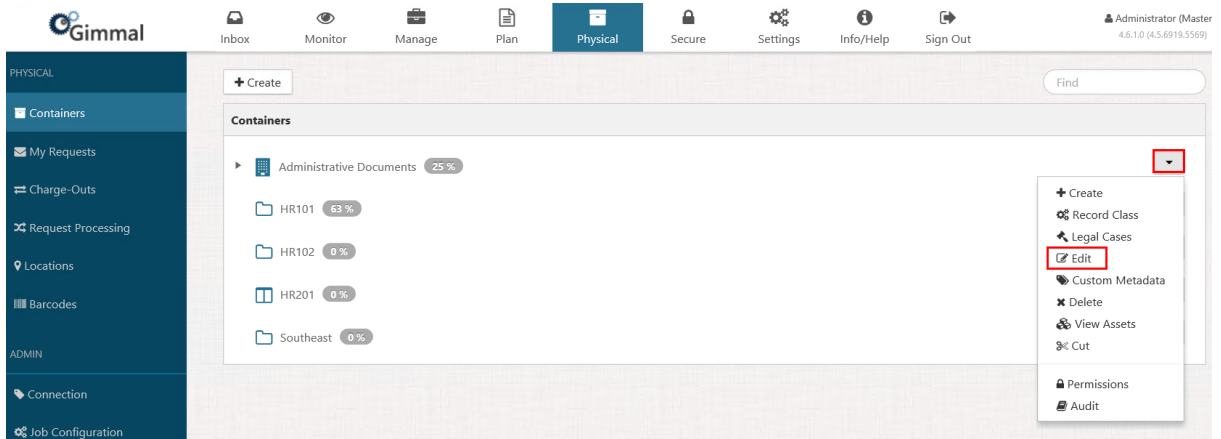 Gimmal
Inbox
Monitor
Manage
Plan
Physical
Secure
Settings
Info/Help
Sign Out
Administrator (Master
4.6.1.0 (4.5.6919.5569)
PHYSICAL
Containers
My Requests
Charge-Outs
Request Processing
Locations
Barcodes
ADMIN
Connection
Job Configuration
Create
Find
Containers
Administrative Documents 25 %
HR101 63 %
HR102 0 %
HR201 0 %
Southeast 0 %
Create
Record Class
Legal Cases
Edit
Custom Metadata
Delete
View Assets
Cut
Permissions
Audit